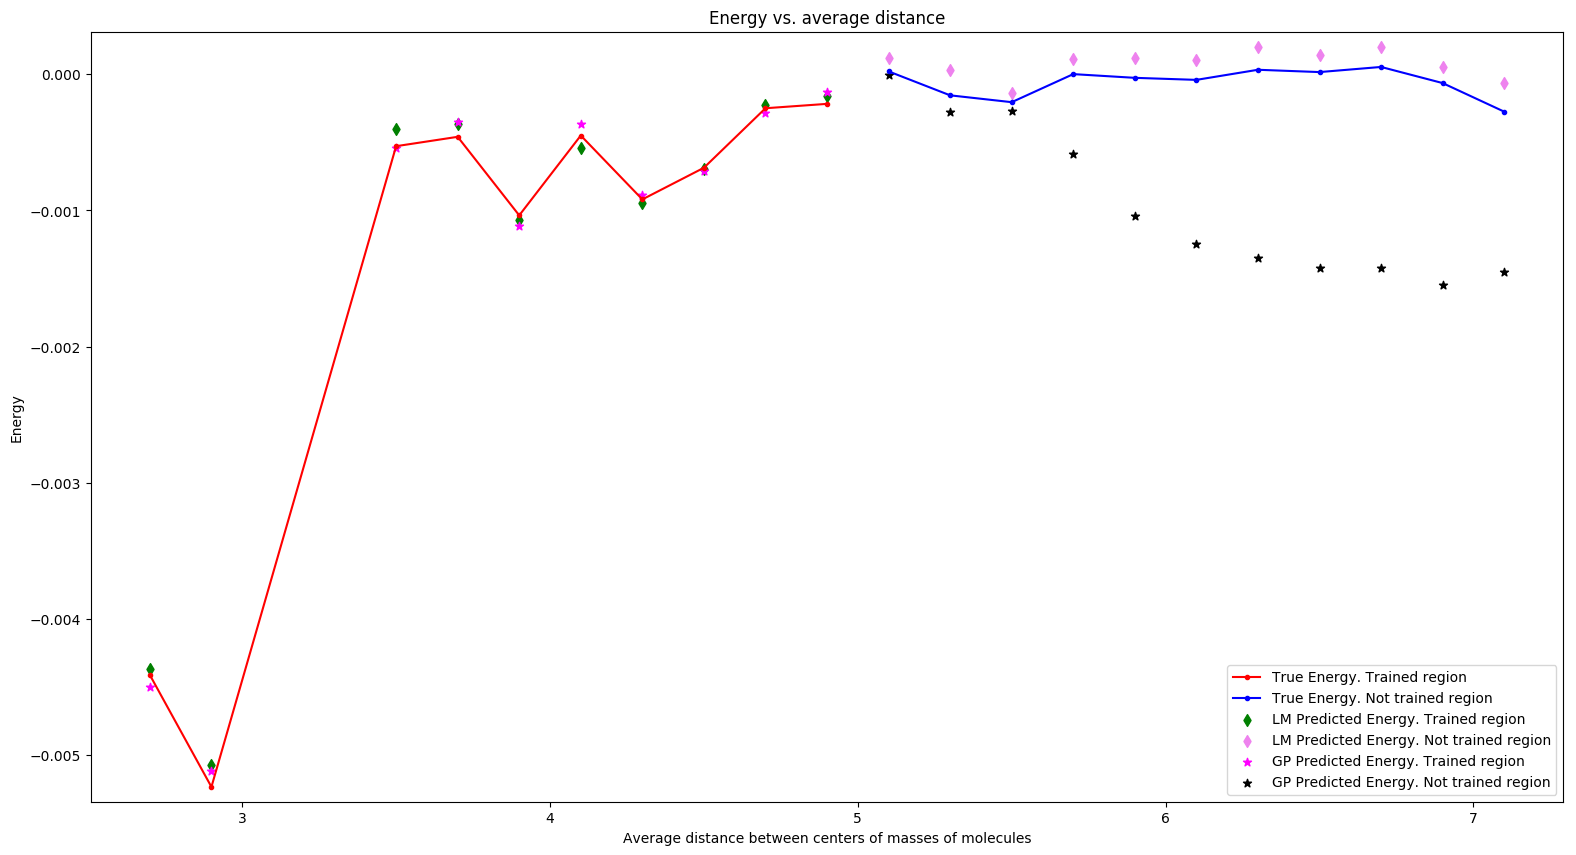 Energy vs. average distance
Energy
0.000
−0.001
−0.002
−0.003
−0.004
−0.005
3
4
5
6
7
Average distance between centers of masses of molecules
True Energy. Trained region
True Energy. Not trained region
LM Predicted Energy. Trained region
LM Predicted Energy. Not trained region
GP Predicted Energy. Trained region
GP Predicted Energy. Not trained region